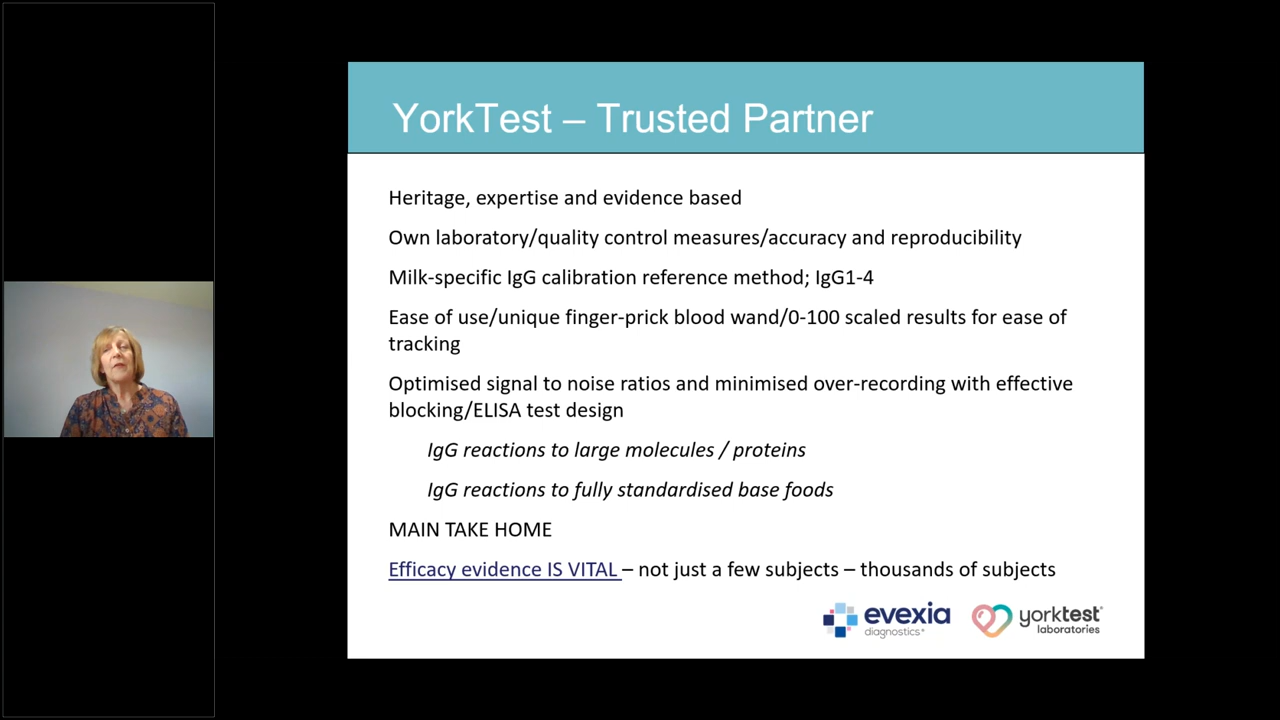 YorkTest – Trusted Partner
Heritage, expertise and evidence based
Own laboratory/quality control measures/accuracy and reproducibility
Milk-specific IgG calibration reference method; IgG1-4
Ease of use/unique finger-prick blood wand/0-100 scaled results for ease of
tracking
Optimised signal to noise ratios and minimised over-recording with effective
blocking/ELISA test design
IgG reactions to large molecules / proteins
IgG reactions to fully standardised base foods
MAIN TAKE HOME
Efficacy evidence IS VITAL – not just a few subjects – thousands of subjects
evexia
diagnostics
yorktest
laboratories